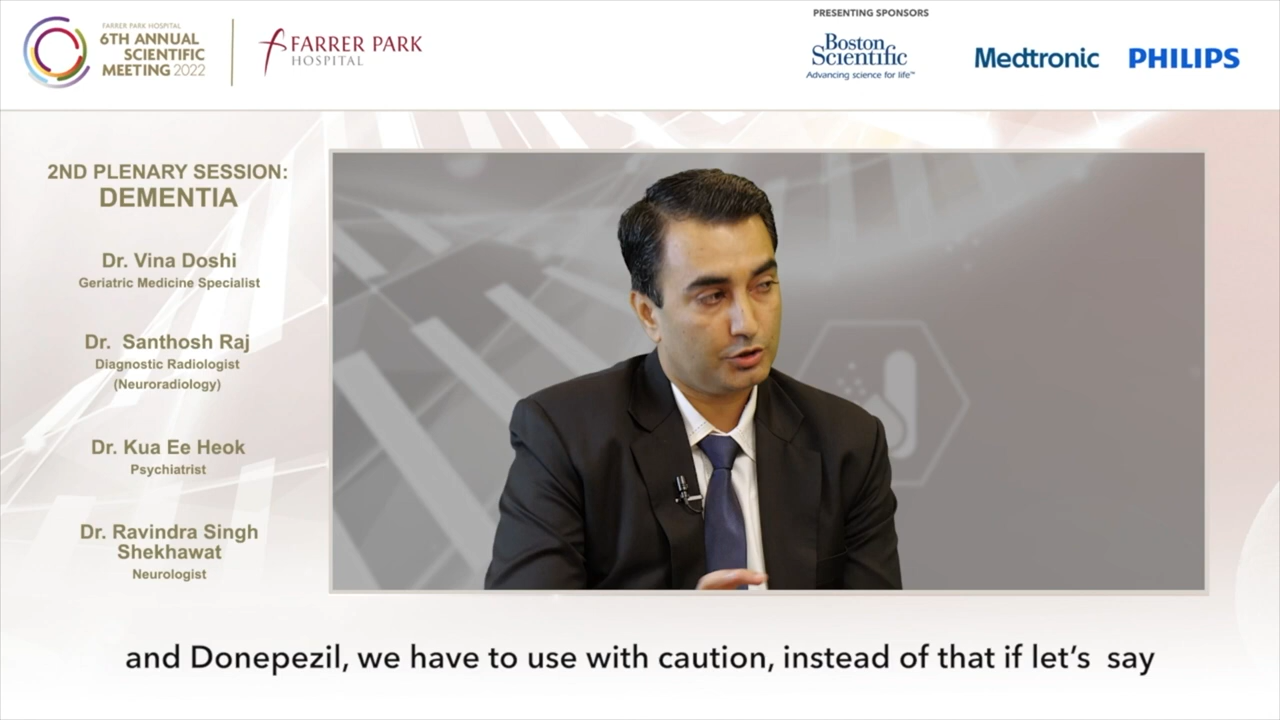 FARRER PARK HOSPITAL
6TH ANNUAL
SCIENTIFIC
MEETING 2022
FARRER PARK
HOSPITAL
PRESENTING SPONSORS
Boston
Scientific
Advancing science for life™
Medtronic
PHILIPS
2ND PLENARY SESSION:
DEMENTIA
Dr. Vina Doshi
Geriatric Medicine Specialist
Dr. Santhosh Raj
Diagnostic Radiologist
(Neuroradiology)
Dr. Kua Ee Heok
Psychiatrist
Dr. Ravindra Singh
Shekhawat
Neurologist
and Donepezil, we have to use with caution, instead of that if let's say